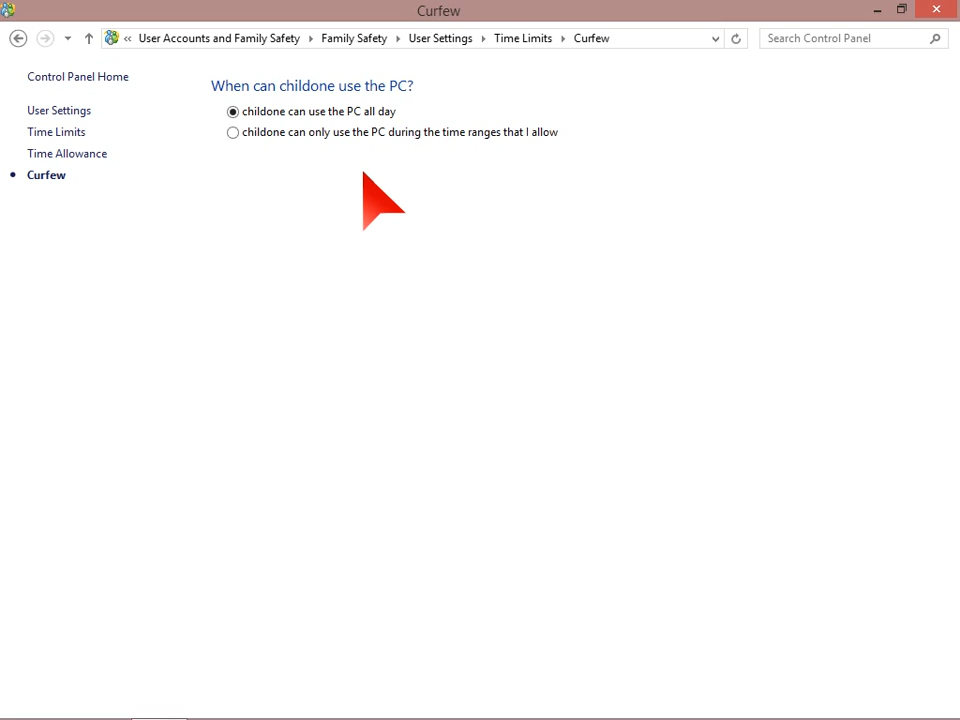 Curfew
« User Accounts and Family Safety Family Safety User Settings Time Limits Curfew
Search Control Panel
Control Panel Home
User Settings
Time Limits
Time Allowance
Curfew
When can childone use the PC?
childone can use the PC all day
childone can only use the PC during the time ranges that I allow